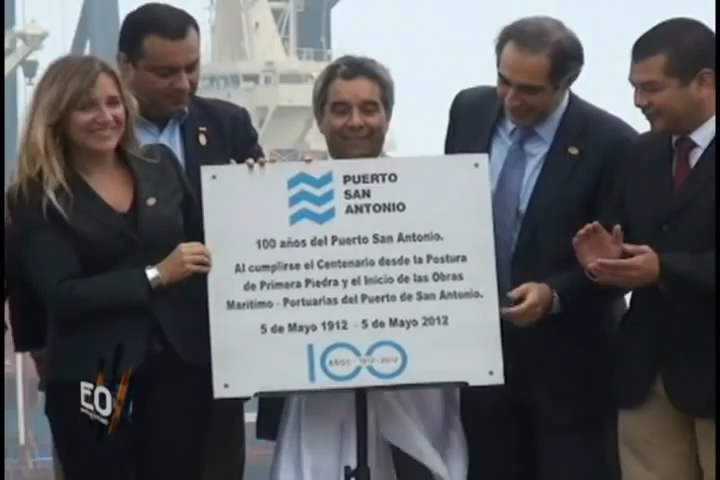 PUERTO
SAN
ANTONIO
100 años del Puerto San Antonio.
Al cumplirse el Centenario desde la Postura
de Primera Piedra y el Inicio de las Obras
Marítimo - Portuarias del Puerto de San Antonio.
5 de Mayo 1912 - 5 de Mayo 2012
100
AÑOS · 1912 - 2012
EO